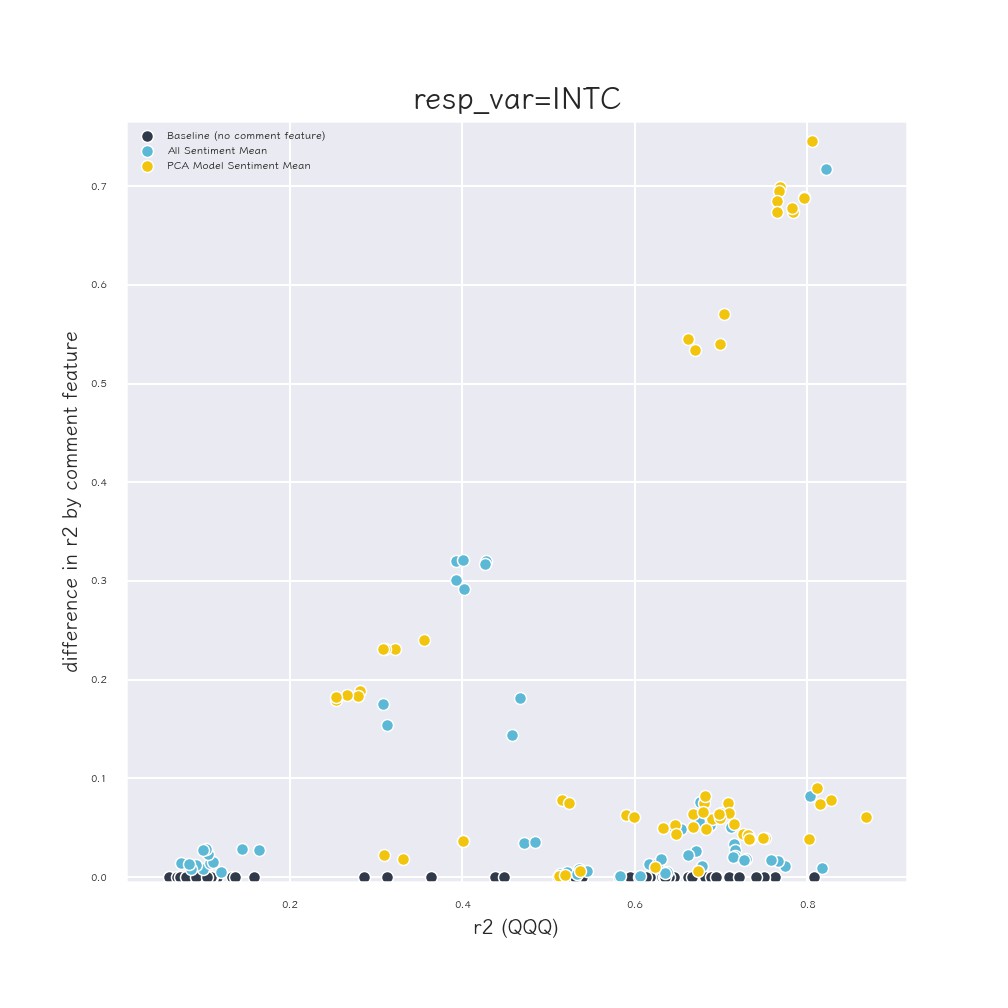 resp_var=INTC
Baseline (no comment feature)
All Sentiment Mean
PCA Model Sentiment Mean
difference in r2 by comment feature
0.7
0.6
0.5
0.4
0.3
0.2
0.1
0.0
0.2
0.4
0.6
0.8
r2 (QQQ)